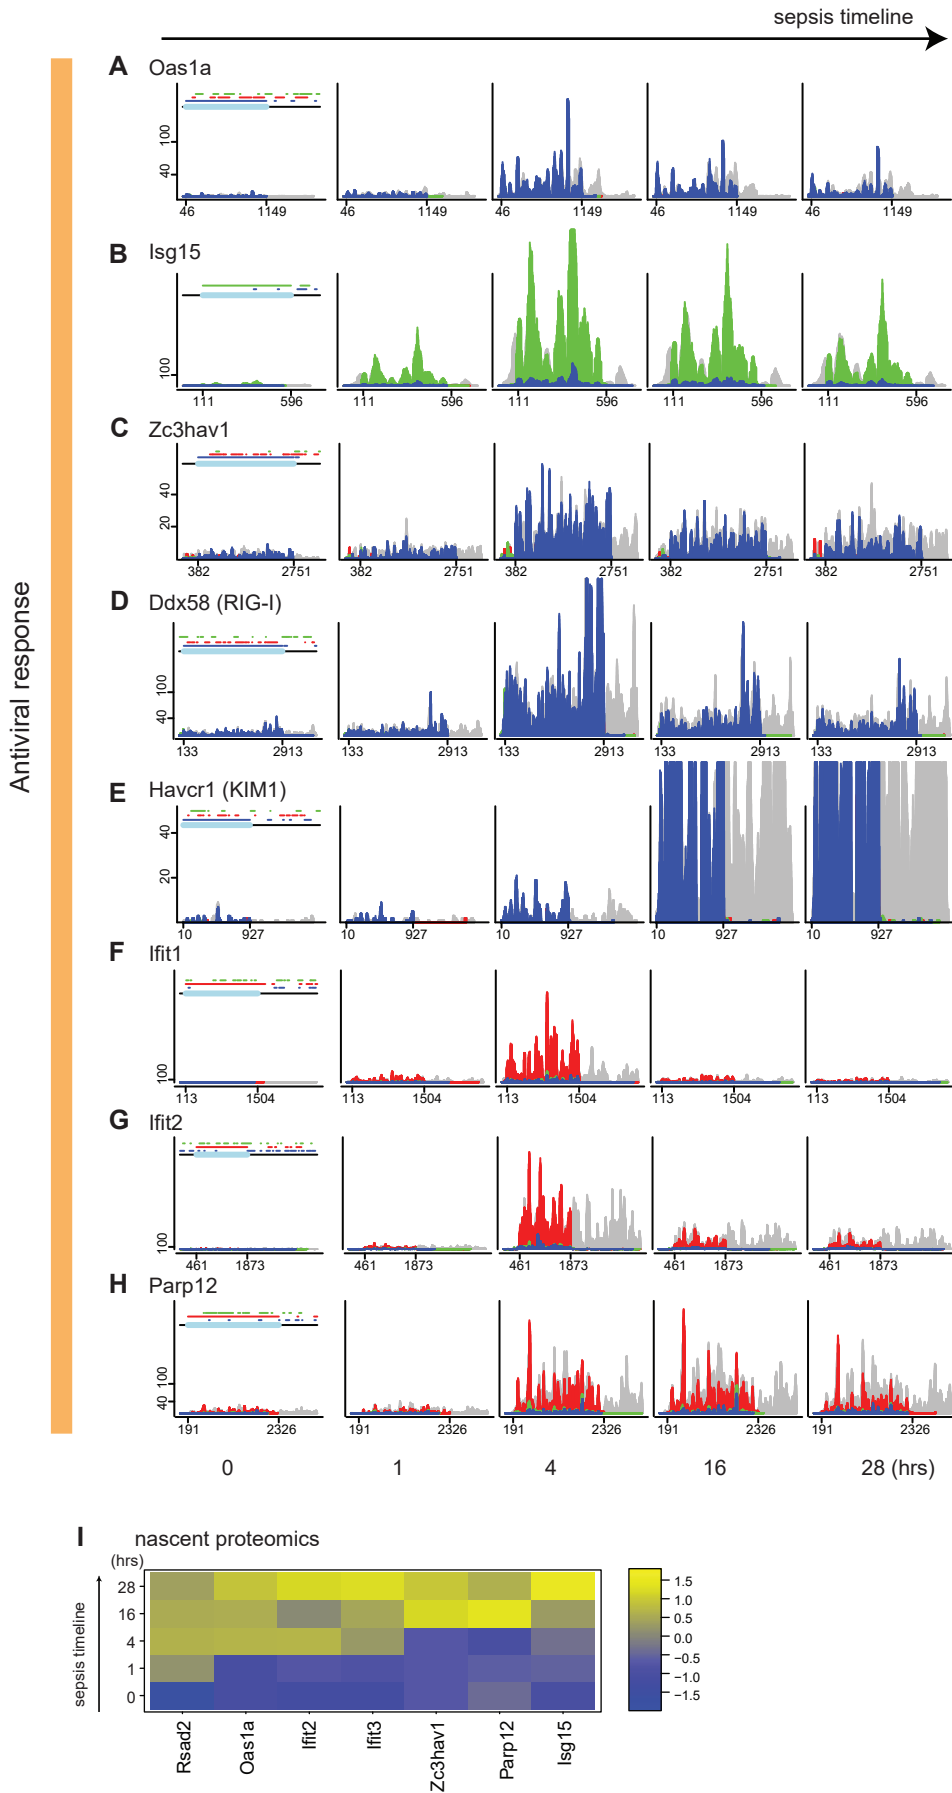 sepsis timeline
Antiviral response
A Oas1a
100
40
46 1149 46 1149 46 1149 46 1149 46 1149
B Isg15
100
111 596 111 596 111 596 111 596 111 596
C Zc3hav1
40
20
382 2751 382 2751 382 2751 382 2751 382 2751
D Ddx58 (RIG-I)
100
40
133 2913 133 2913 133 2913 133 2913 133 2913
E Havcr1 (KIM1)
40
20
10 927 10 927 10 927 10 927 10 927
F Ifit1
100
113 1504 113 1504 113 1504 113 1504 113 1504
G Ifit2
100
461 1873 461 1873 461 1873 461 1873 461 1873
H Parp12
100
40
191 2326 191 2326 191 2326 191 2326 191 2326
0 1 4 16 28 (hrs)
I nascent proteomics
(hrs)
sepsis timeline
28
16
4
1
0
1.5
1.0
0.5
0.0
−0.5
−1.0
−1.5
Rsad2 Oas1a Ifit2 Ifit3 Zc3hav1 Parp12 Isg15